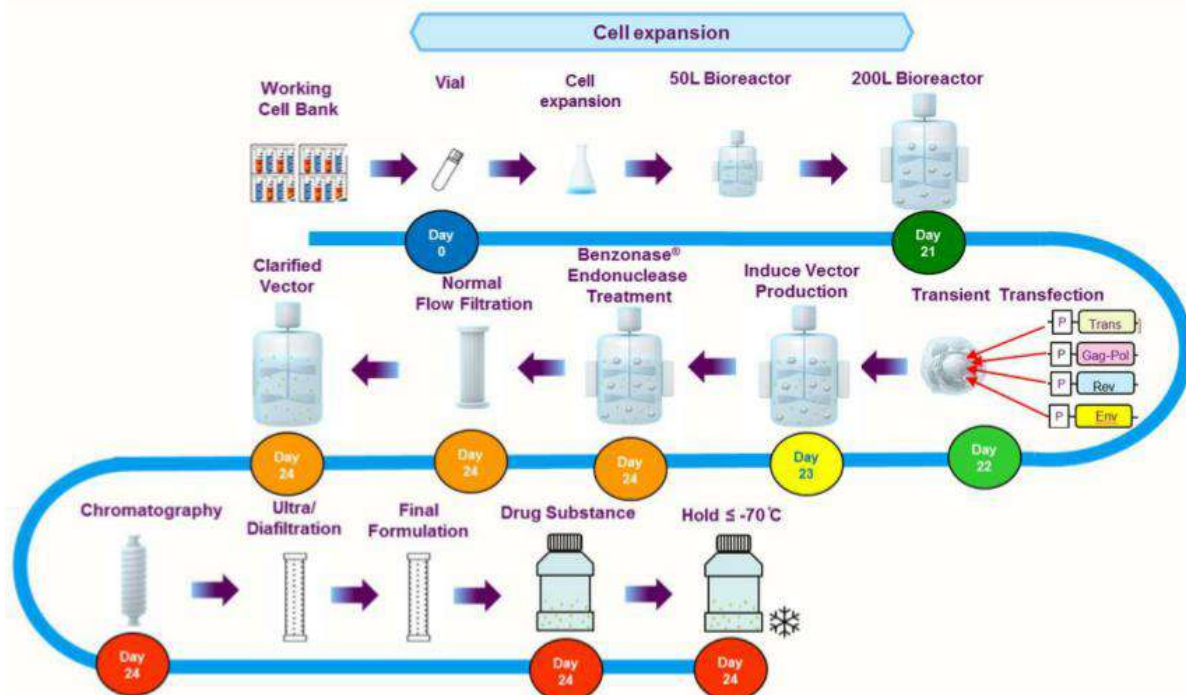 Cell expansion
Working
Cell Bank
Vial
Cell
expansion
50L Bioreactor
200L Bioreactor
Day
0
Day
21
Clarified
Vector
Normal
Flow Filtration
Benzonase®
Endonuclease
Treatment
Induce Vector
Production
Transient Transfection
P Trans
P Gag-Pol
P Rev
P Env
Day
24
Day
24
Day
24
Day
23
Day
22
Chromatography
Ultra/
Diafiltration
Final
Formulation
Drug Substance
Hold ≤ -70°C
Day
24
Day
24
Day
24